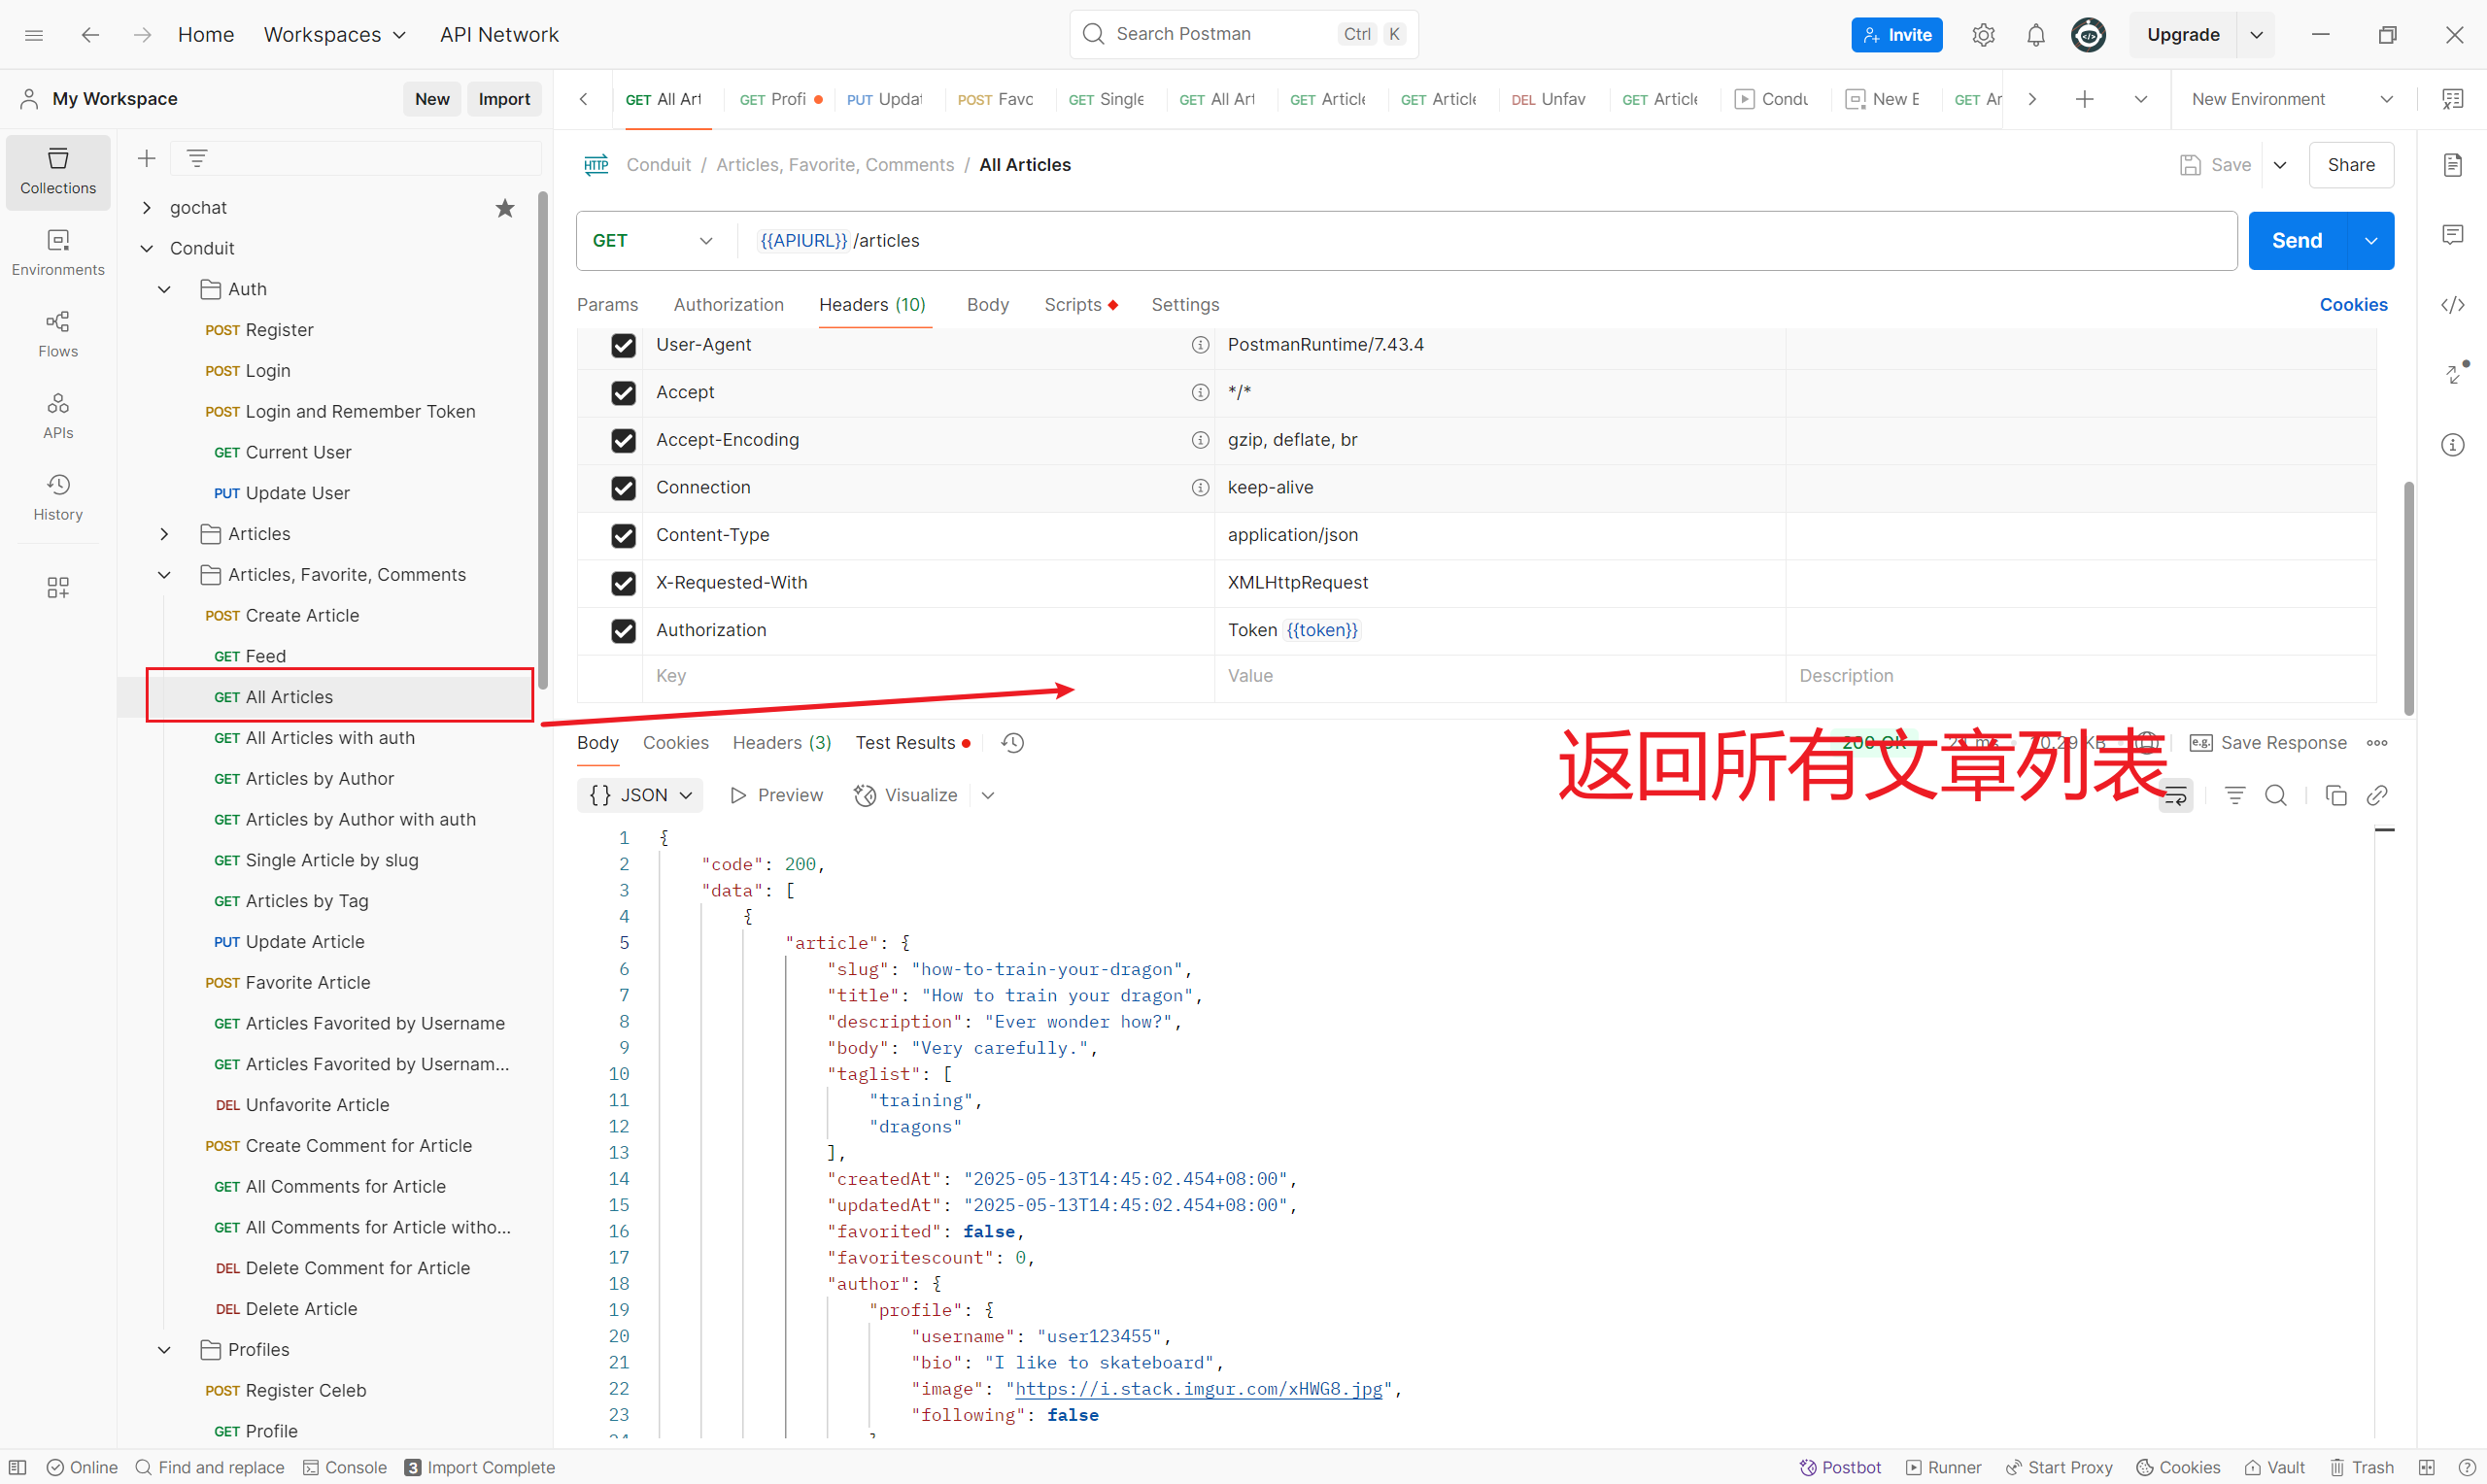 Home Workspaces API Network Search Postman Ctrl K Invite Upgrade
My Workspace New Import
GET All Art GET Profi PUT Updat POST Favc GET Single GET All Art GET Article GET Article DEL Unfav GET Article Condu New E GET Ar New Environment
Collections
Environments
Flows
APIs
History
gochat
Conduit
Auth
POST Register
POST Login
POST Login and Remember Token
GET Current User
PUT Update User
Articles
Articles, Favorite, Comments
POST Create Article
GET Feed
GET All Articles
GET All Articles with auth
GET Articles by Author
GET Articles by Author with auth
GET Single Article by slug
GET Articles by Tag
PUT Update Article
POST Favorite Article
GET Articles Favorited by Username
GET Articles Favorited by Usernam...
DEL Unfavorite Article
POST Create Comment for Article
GET All Comments for Article
GET All Comments for Article witho...
DEL Delete Comment for Article
DEL Delete Article
Profiles
POST Register Celeb
GET Profile
HTTP Conduit / Articles, Favorite, Comments / All Articles Save Share
GET {{APIURL}}/articles Send
Params Authorization Headers (10) Body Scripts Settings Cookies
User-Agent PostmanRuntime/7.43.4
Accept */*
Accept-Encoding gzip, deflate, br
Connection keep-alive
Content-Type application/json
X-Requested-With XMLHttpRequest
Authorization Token {{token}}
Key Value Description
返回所有文章列表
Body Cookies Headers (3) Test Results 200 OK e.g. Save Response
{} JSON Preview Visualize
1 {
2 "code": 200,
3 "data": [
4 {
5 "article": {
6 "slug": "how-to-train-your-dragon",
7 "title": "How to train your dragon",
8 "description": "Ever wonder how?",
9 "body": "Very carefully.",
10 "taglist": [
11 "training",
12 "dragons"
13 ],
14 "createdAt": "2025-05-13T14:45:02.454+08:00",
15 "updatedAt": "2025-05-13T14:45:02.454+08:00",
16 "favorited": false,
17 "favoritescount": 0,
18 "author": {
19 "profile": {
20 "username": "user123455",
21 "bio": "I like to skateboard",
22 "image": "https://i.stack.imgur.com/xHWG8.jpg",
23 "following": false
Online Find and replace Console 3 Import Complete Postbot Runner Start Proxy Cookies Vault Trash